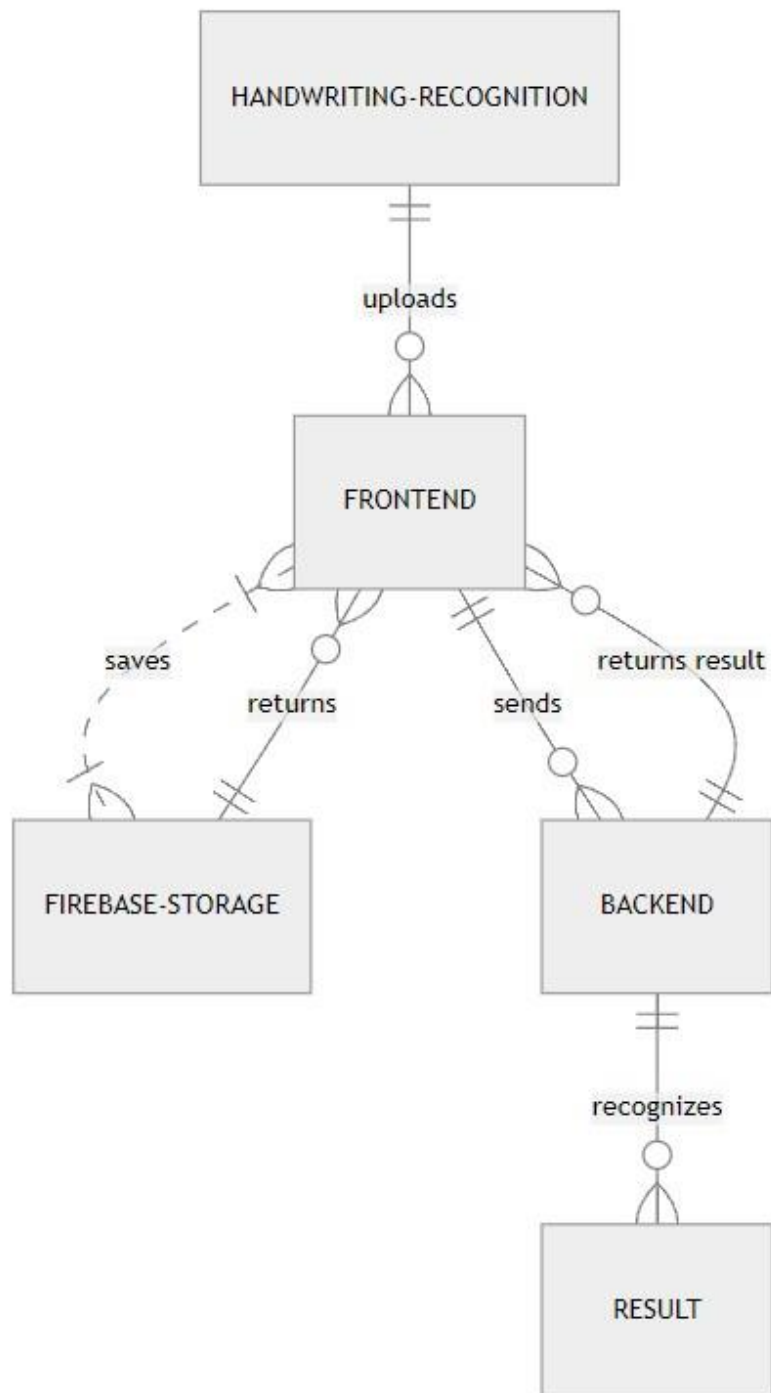 HANDWRITING-RECOGNITION
uploads
FRONTEND
saves
returns result
returns
sends
FIREBASE-STORAGE
BACKEND
recognizes
RESULT